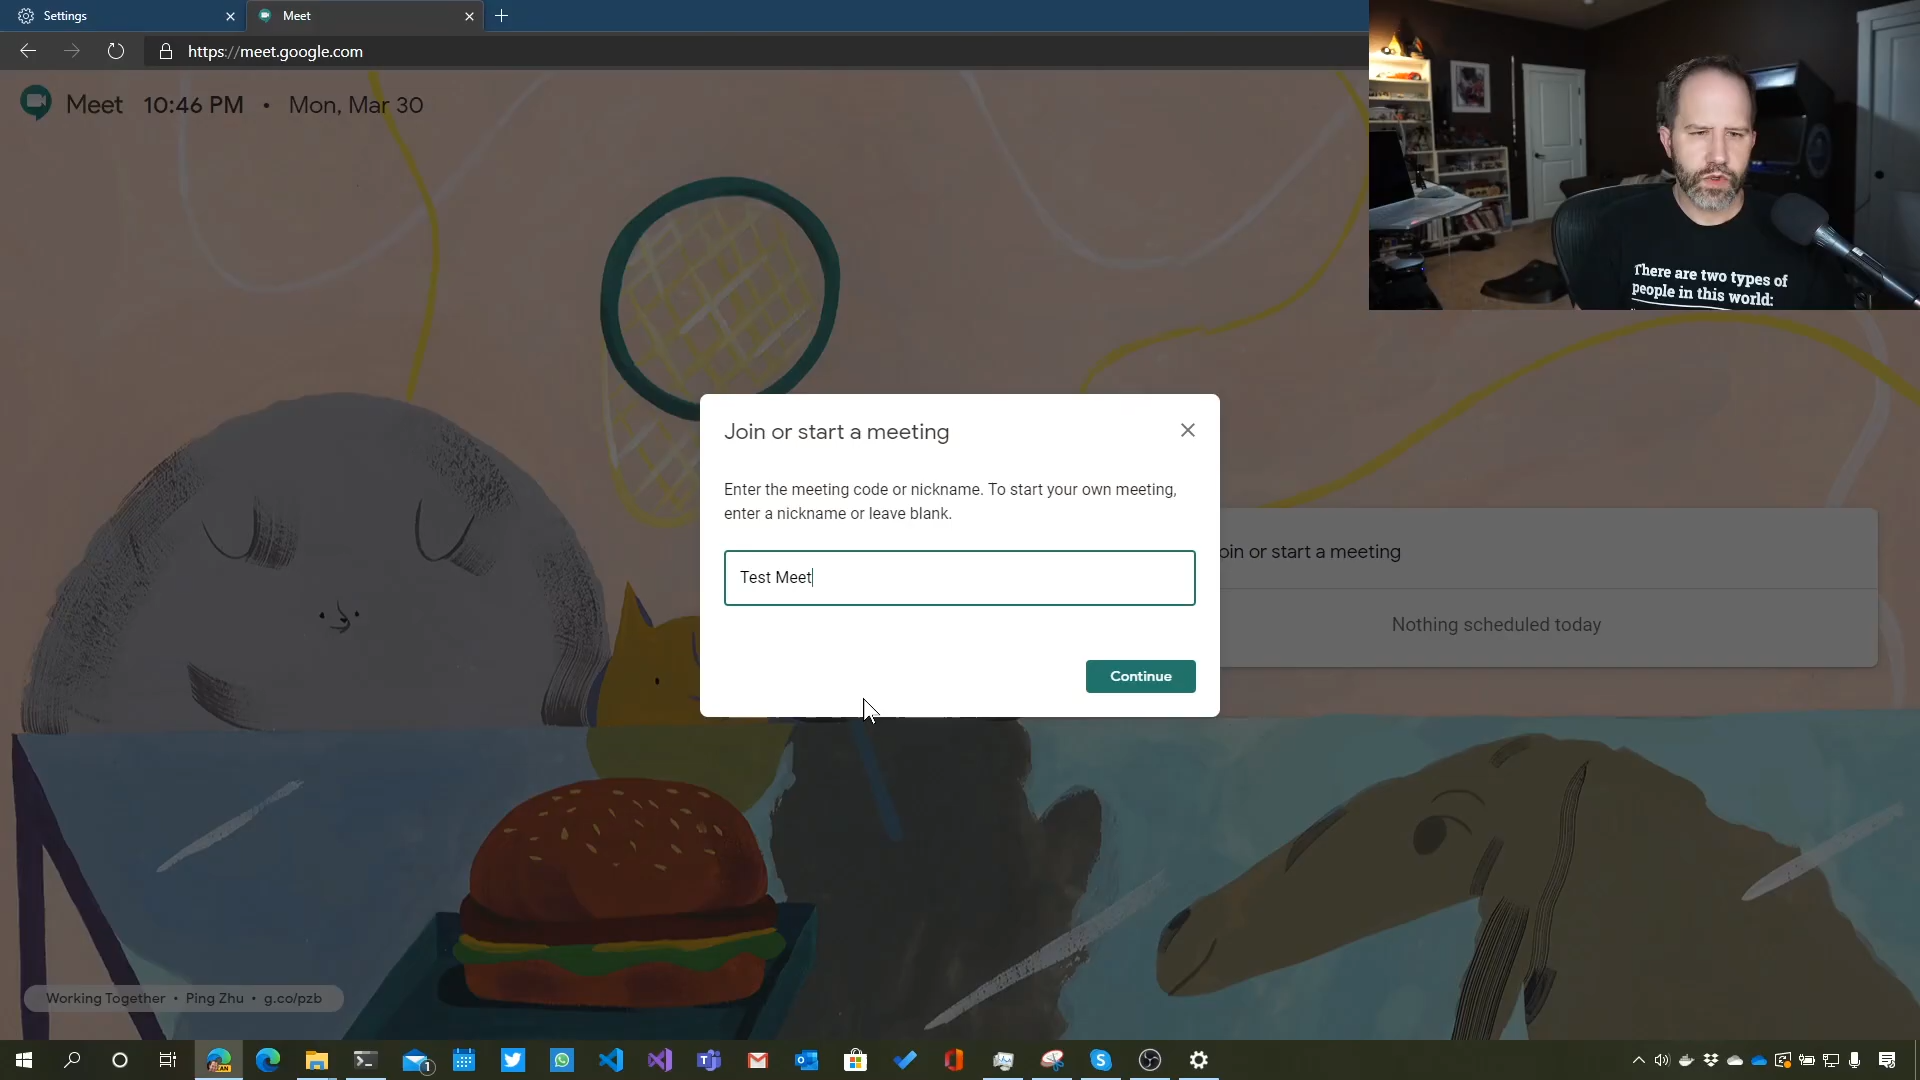 Settings
Meet
https://meet.google.com
Meet 10:46 PM • Mon, Mar 30
There are two types of
people in this world:
Join or start a meeting
Enter the meeting code or nickname. To start your own meeting,
enter a nickname or leave blank.
Test Meet
Continue
oin or start a meeting
Nothing scheduled today
Working Together • Ping Zhu • g.co/pzb
CAN
1